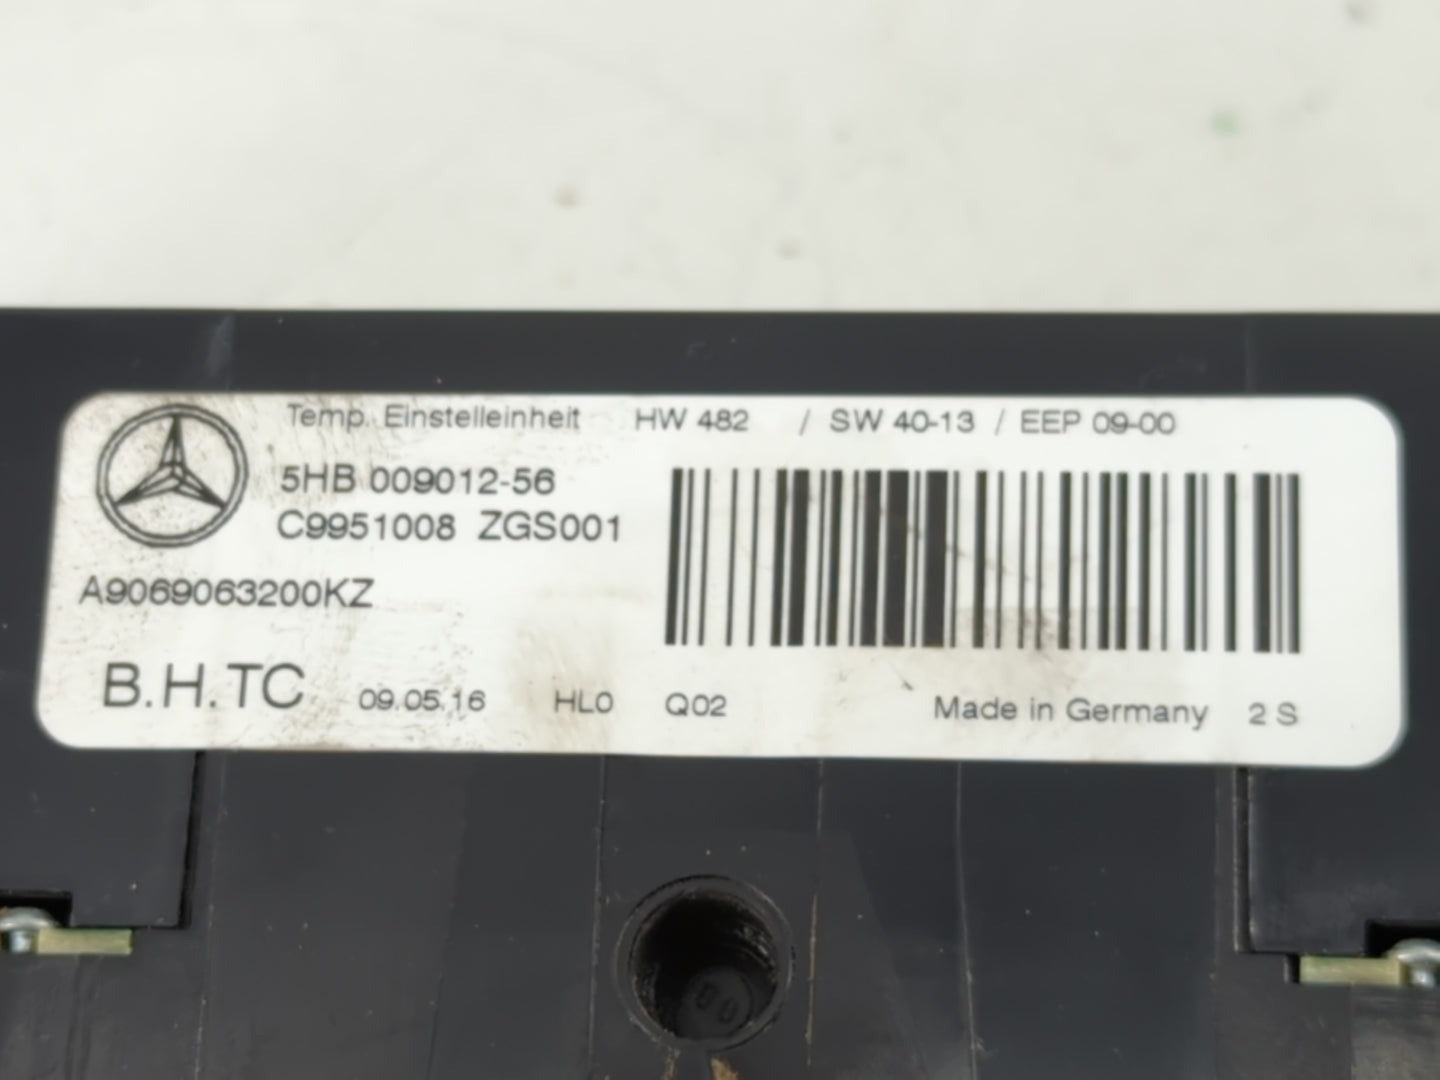 Temp. Einstelleinheit HW 482 / SW 40-13 / EEP 09-00
5HB 009012-56
C9951008 ZGS001
A9069063200KZ
B.H.TC 09.05.16 HL0 Q02 Made in Germany 2 S